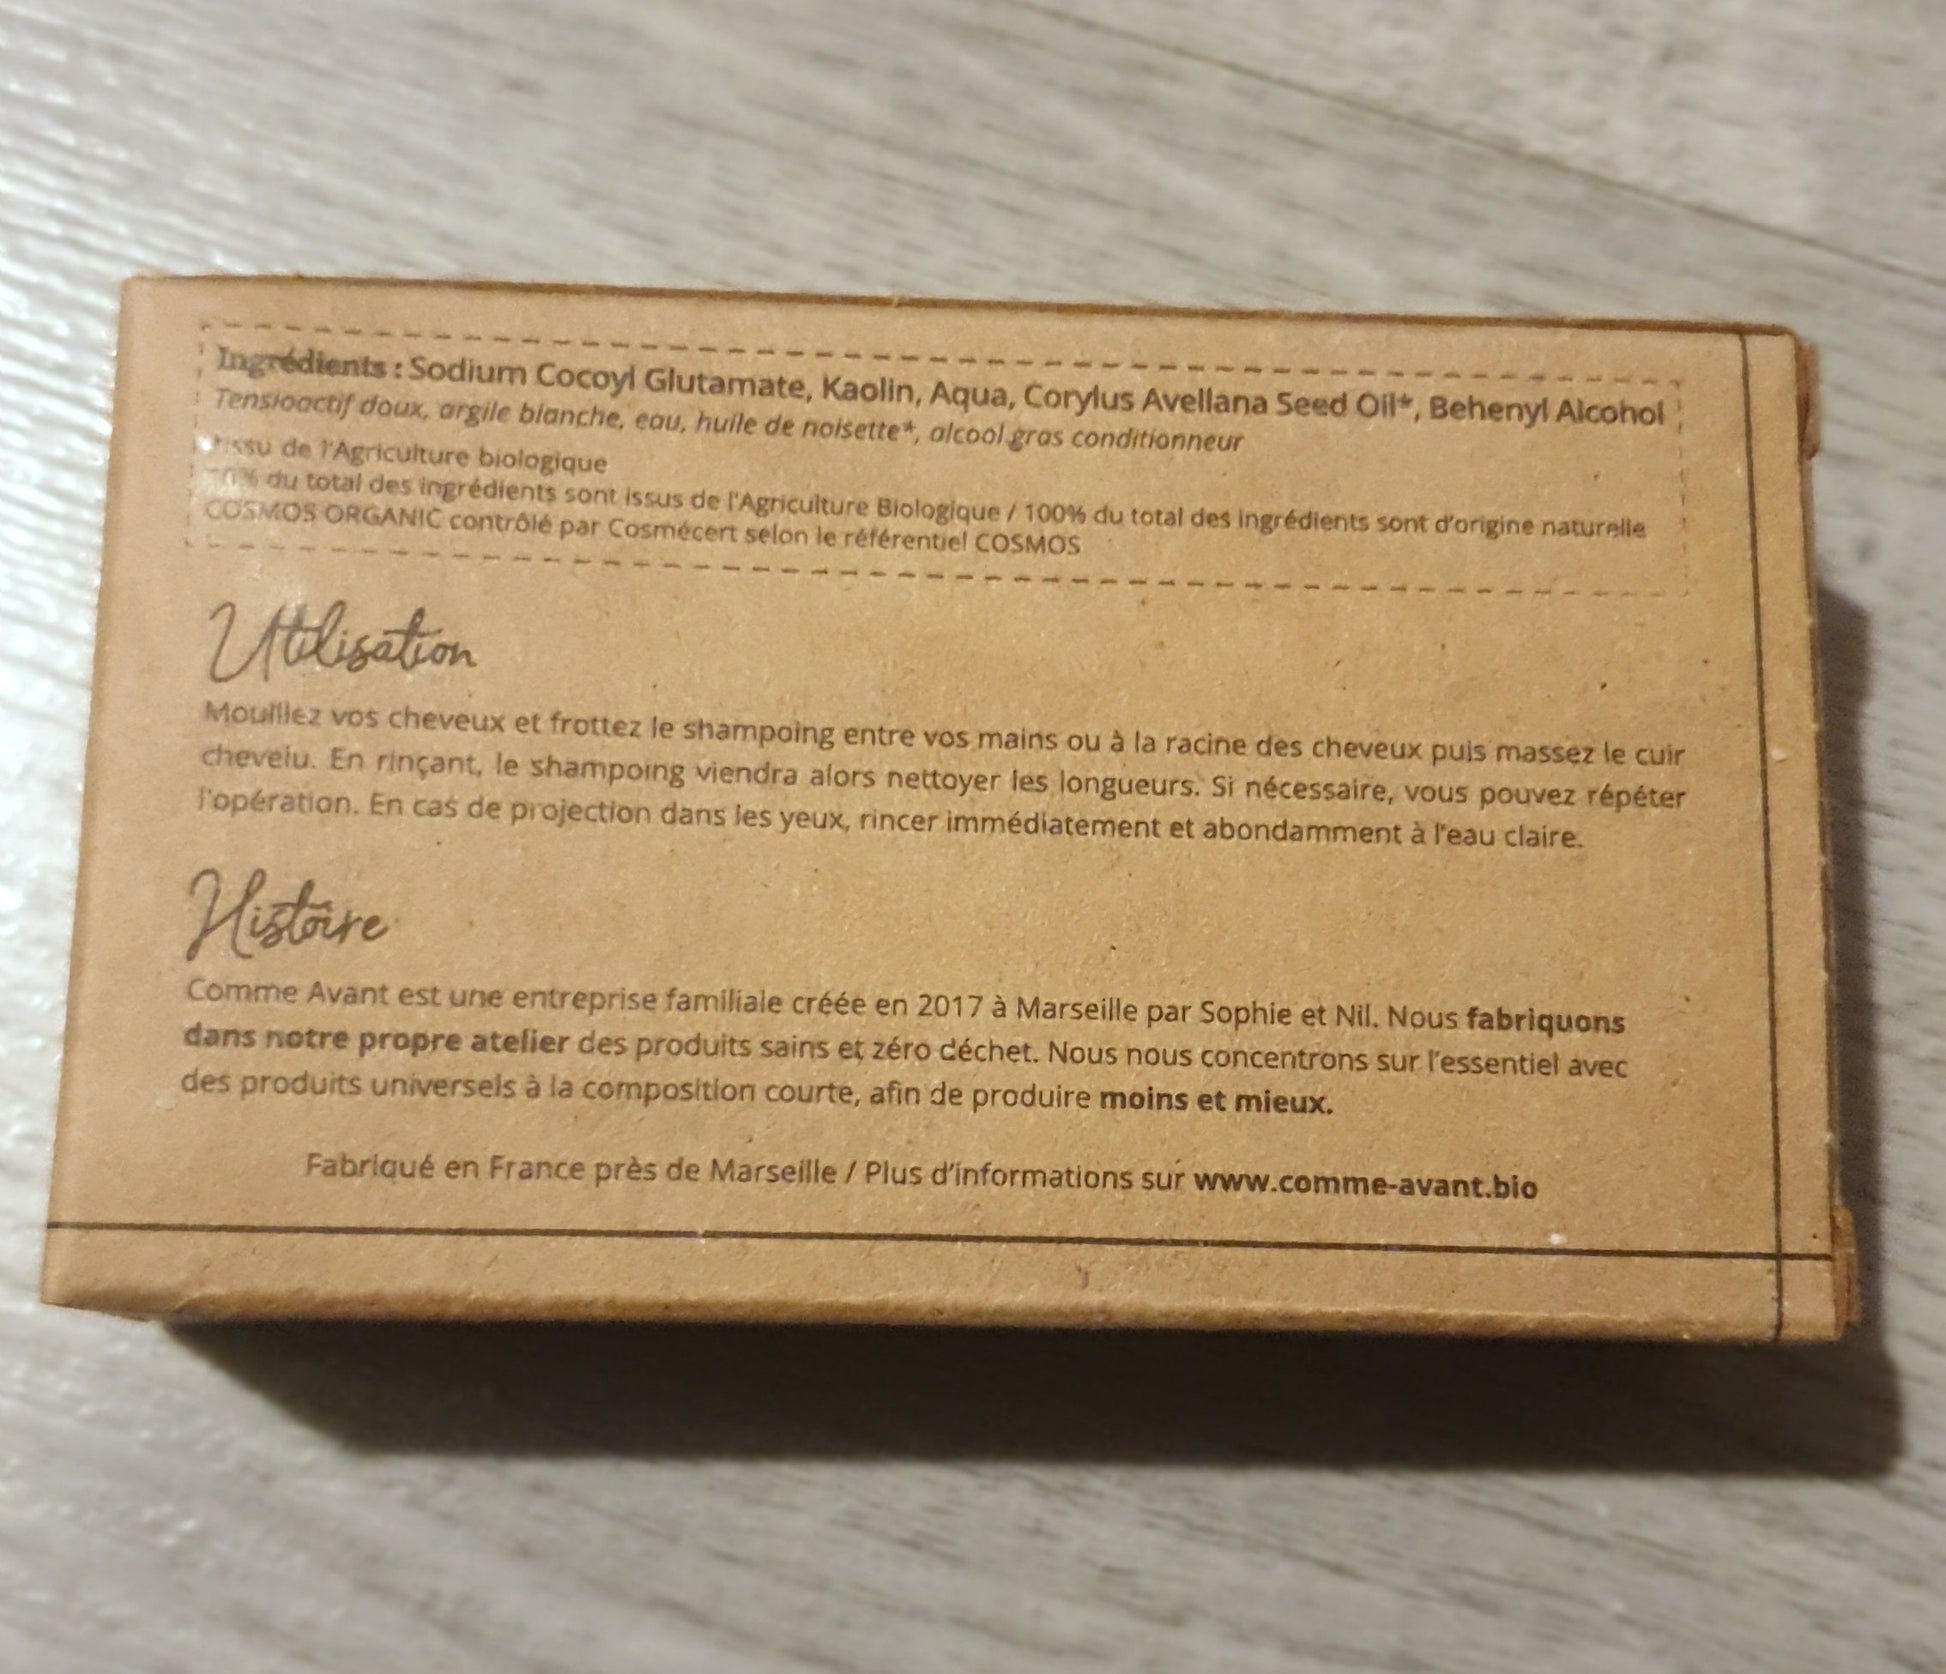 Ingrédients : Sodium Cocoyl Glutamate, Kaolin, Aqua, Corylus Avellana Seed Oil*, Behenyl Alcohol
Tensioactif doux, argile blanche, eau, huile de noisette*, alcool gras conditionneur
*Issu de l'Agriculture biologique
du total des ingrédients sont issus de l'Agriculture Biologique / 100% du total des ingrédients sont d'origine naturelle
COSMOS ORGANIC contrôlé par Cosmécert selon le référentiel COSMOS
Utilisation
Mouillez vos cheveux et frottez le shampoing entre vos mains ou à la racine des cheveux puis massez le cuir
chevelu. En rinçant, le shampoing viendra alors nettoyer les longueurs. Si nécessaire, vous pouvez répéter
l'opération. En cas de projection dans les yeux, rincer immédiatement et abondamment à l'eau claire.
Histoire
Comme Avant est une entreprise familiale créée en 2017 à Marseille par Sophie et Nil. Nous fabriquons
dans notre propre atelier des produits sains et zéro déchet. Nous nous concentrons sur l'essentiel avec
des produits universels à la composition courte, afin de produire moins et mieux.
Fabriqué en France près de Marseille / Plus d'informations sur www.comme-avant.bio